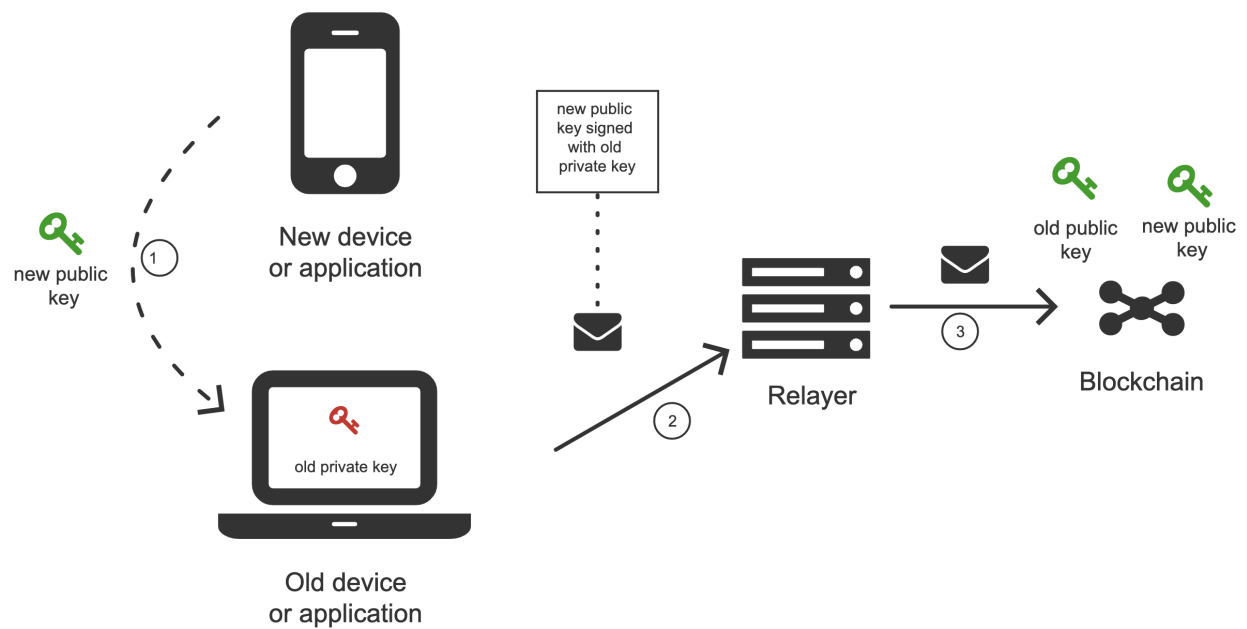 new public
key signed
with old
private key
old public
key
new public
key
New device
or application
1
new public
key
3
2
Relayer
Blockchain
old private key
Old device
or application